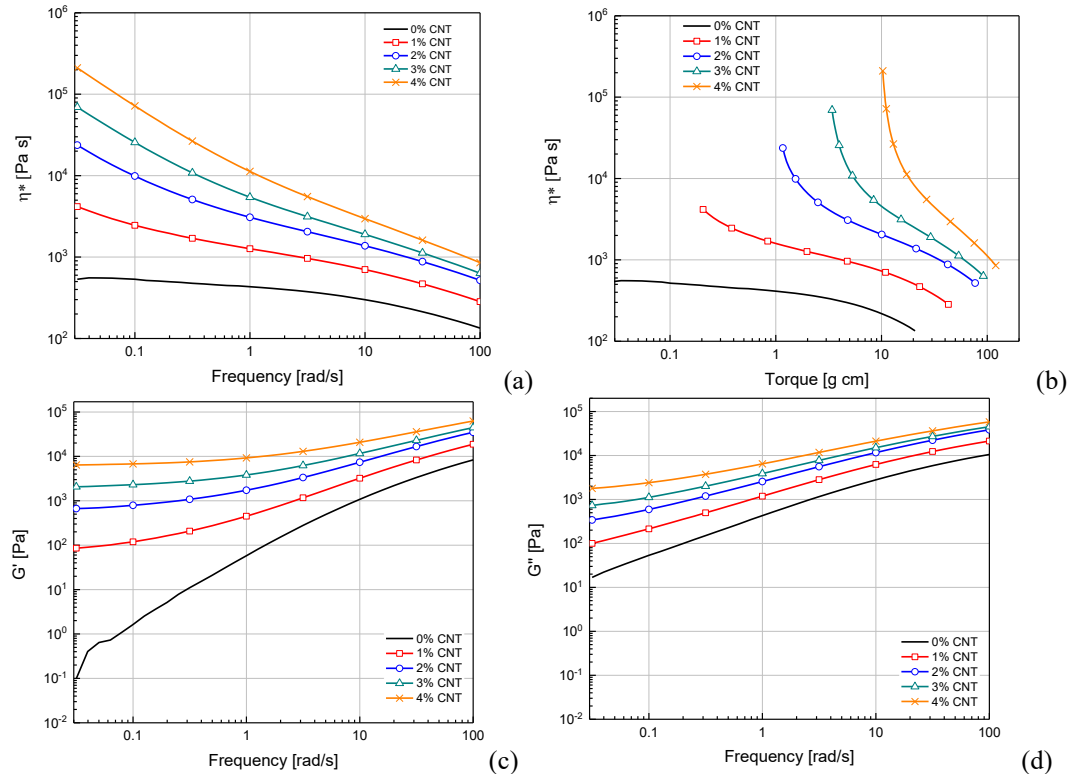 10⁶
10⁵
10⁴
10³
10²
η* [Pa s]
0% CNT
1% CNT
2% CNT
3% CNT
4% CNT
0.1 1 10 100
Frequency [rad/s]
(a)
10⁶
10⁵
10⁴
10³
10²
η* [Pa s]
0% CNT
1% CNT
2% CNT
3% CNT
4% CNT
0.1 1 10 100
Torque [g cm]
(b)
10⁵
10⁴
10³
10²
10¹
10⁰
10⁻¹
10⁻²
G' [Pa]
0% CNT
1% CNT
2% CNT
3% CNT
4% CNT
0.1 1 10 100
Frequency [rad/s]
(c)
10⁵
10⁴
10³
10²
10¹
10⁰
10⁻¹
10⁻²
G'' [Pa]
0% CNT
1% CNT
2% CNT
3% CNT
4% CNT
0.1 1 10 100
Frequency [rad/s]
(d)